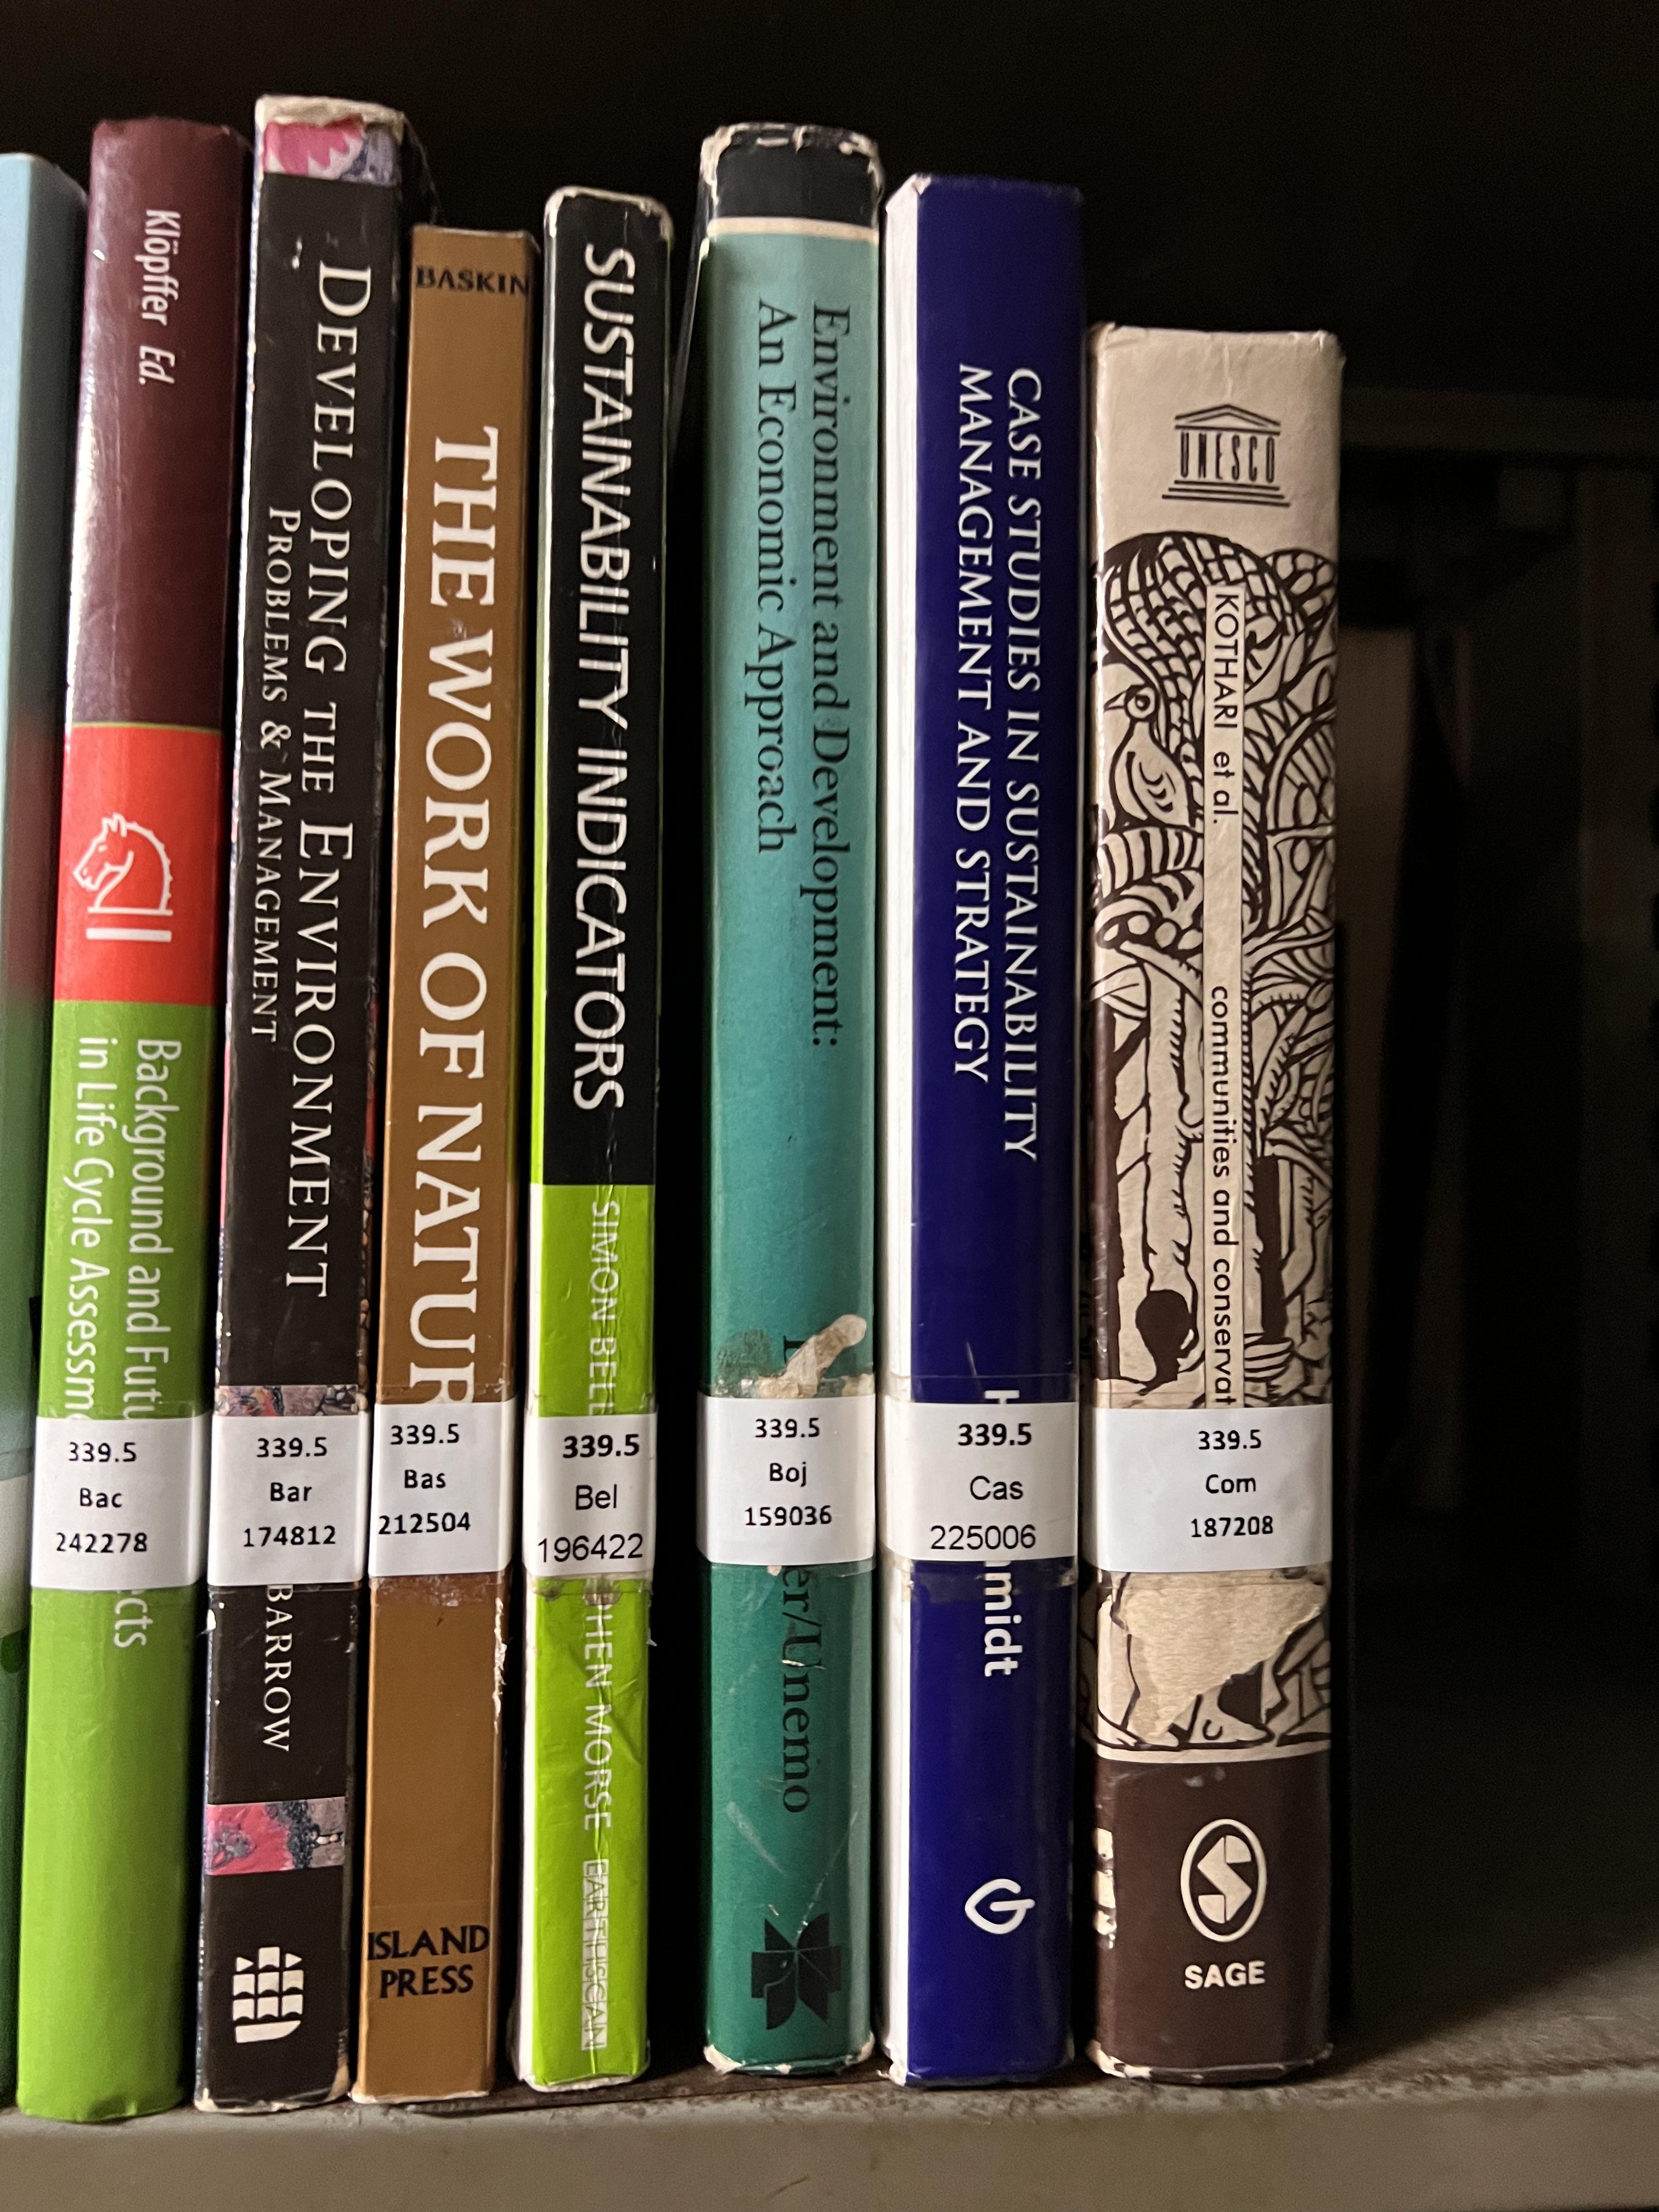 Klöpffer Ed.
Background and Futu
cts
in Life Cycle Assessm
339.5
Bac
242278
DEVELOPING THE ENVIRONMENT
PROBLEMS & MANAGEMENT
339.5
Bar
174812
BARROW
BASKIN
THE WORK OF NATUR
339.5
Bas
212504
ISLAND
PRESS
SUSTAINABILITY INDICATORS
SIMON BELL
339.5
Bel
196422
HEN MORSE
EARTHSCAN
Environment and Development:
An Economic Approach
339.5
Boj
159036
er/Unemo
CASE STUDIES IN SUSTAINABILITY
MANAGEMENT AND STRATEGY
H
339.5
Cas
225006
midt
UNESCO
KOTHARI et al.
communities and conservat
339.5
Com
187208
S
SAGE